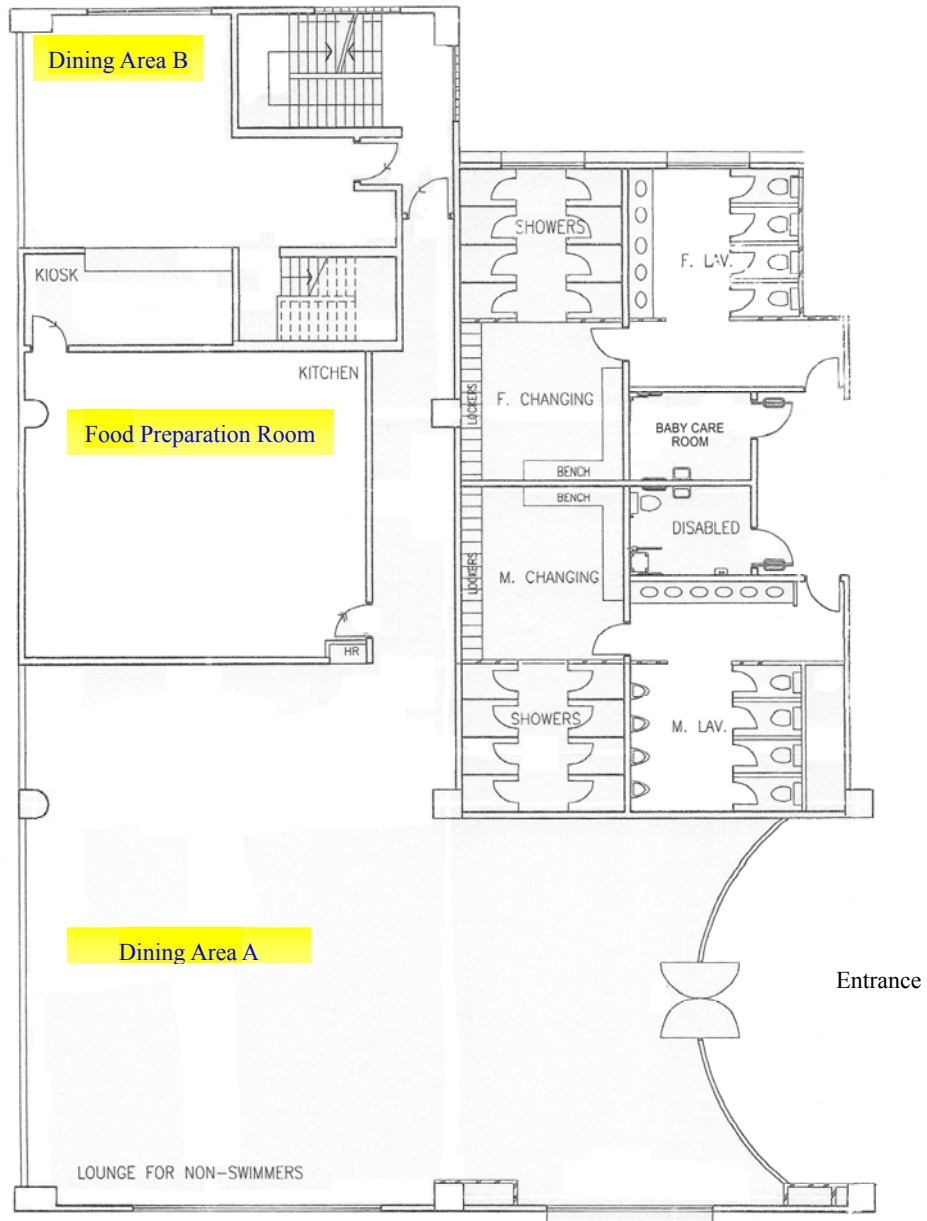 Dining Area B
SHOWERS
F. LAV.
KIOSK
KITCHEN
LOCKERS
F. CHANGING
Food Preparation Room
BABY CARE
ROOM
BENCH
BENCH
DISABLED
LOCKERS
M. CHANGING
HR
SHOWERS
M. LAV.
Dining Area A
Entrance
LOUNGE FOR NON-SWIMMERS